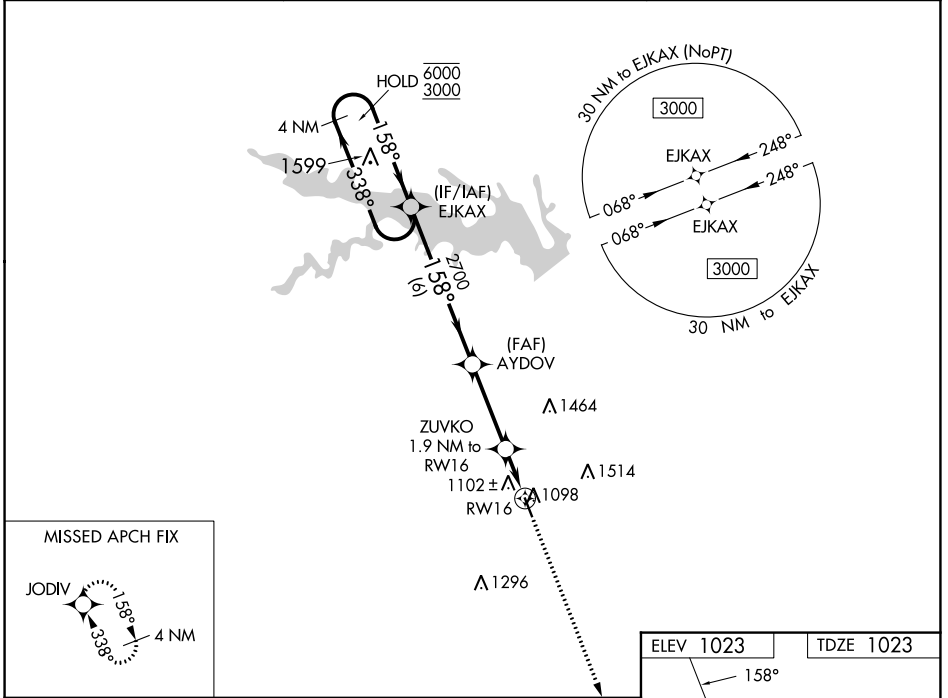 HOLD 6000
3000
4 NM
158°
1599
338°
(IF/IAF)
EJKAX
2700
158°
(6)
(FAF)
AYDOV
1464
ZUVKO
1.9 NM to
RW16
1514
1102 ±
1098
RW16
1296
30 NM to EJKAX (NoPT)
3000
EJKAX
248°
068°
248°
068°
EJKAX
3000
30 NM to EJKAX
MISSED APCH FIX
JODIV
158°
338°
4 NM
ELEV 1023
TDZE 1023
158°